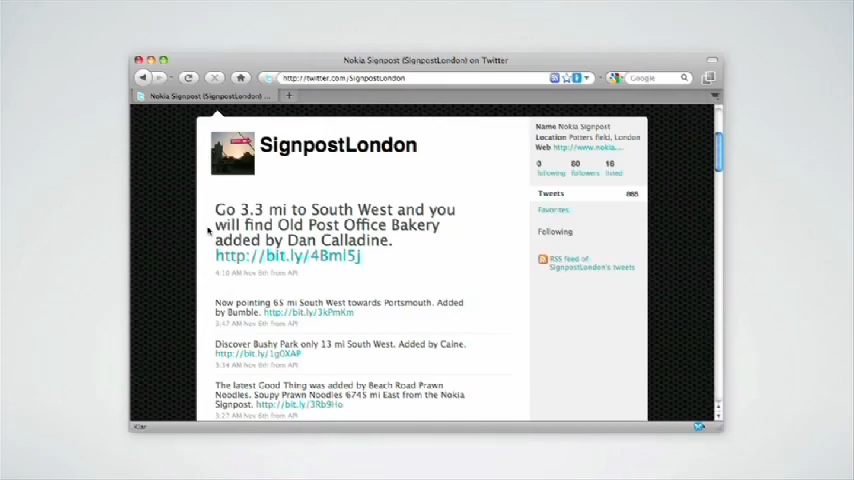 Nokia Signpost (SignpostLondon) on Twitter
http://twitter.com/SignpostLondon
Google
Nokia Signpost (SignpostLondon) ...
SignpostLondon
Go 3.3 mi to South West and you
will find Old Post Office Bakery
added by Dan Calladine.
http://bit.ly/4Bml5j
4:10 AM Nov 6th from API
Now pointing 65 mi South West towards Portsmouth. Added
by Bumble. http://bit.ly/3kPmKm
3:47 AM Nov 6th from API
Discover Bushy Park only 13 mi South West. Added by Caine.
http://bit.ly/1g0XAP
3:34 AM Nov 6th from API
The latest Good Thing was added by Beach Road Prawn
Noodles. Soupy Prawn Noodles 6745 mi East from the Nokia
Signpost. http://bit.ly/3Rb9Ho
3:27 AM Nov 6th from API
Name Nokia Signpost
Location Potters field, London
Web http://www.nokia....
0 80 16
following followers listed
Tweets 885
Favorites
Following
RSS feed of
SignpostLondon's tweets